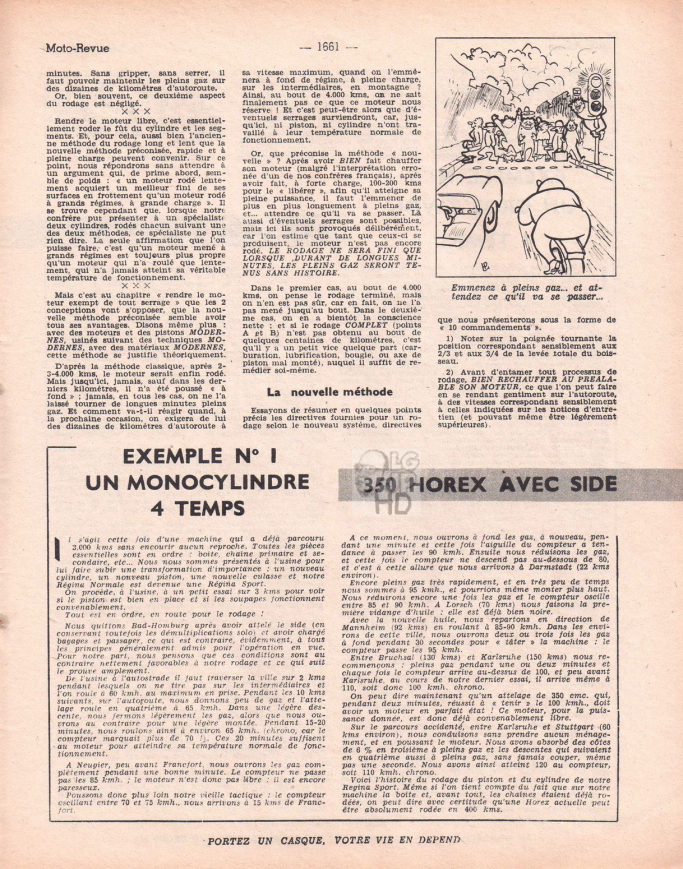 Moto-Revue
— 1661 —
minutes. Sans gripper, sans serrer, il
faut pouvoir maintenir les pleins gaz sur
des dizaines de kilomètres d'autoroute.
Or, bien souvent, ce deuxième aspect
du rodage est négligé.
× × ×
Rendre le moteur libre, c'est essentiel-
lement roder le fût du cylindre et les seg-
ments. Et, pour cela, aussi bien l'ancien-
ne méthode du rodage long et lent que la
nouvelle méthode préconisée, rapide et à
pleine charge peuvent convenir. Sur ce
point, nous répondrons sans attendre à
un argument qui, de prime abord, sem-
ble de poids : « un moteur rodé lente-
ment acquiert un meilleur fini de ses
surfaces en frottement qu'un moteur rodé
à grands régimes, à grande charge ». Il
se trouve cependant que, lorsque notre
confrère put présenter à un spécialiste
deux cylindres, rodés chacun suivant une
des deux méthodes, ce spécialiste ne put
rien dire. La seule affirmation que l'on
puisse faire, c'est qu'un moteur mené à
grands régimes est toujours plus propre
qu'un moteur qui n'a roulé que lente-
ment, qui n'a jamais atteint sa véritable
température de fonctionnement.
× × ×
Mais c'est au chapitre « rendre le mo-
teur exempt de tout serrage » que les 2
conceptions vont s'opposer, que la nou-
velle méthode préconisée semble avoir
tous ses avantages. Disons même plus :
avec des moteurs et des pistons MODER-
NES, usinés suivant des techniques MO-
DERNES, avec des matériaux MODERNES,
cette méthode se justifie théoriquement.
D'après la méthode classique, après 2-
3-4.000 kms, le moteur serait enfin rodé.
Mais jusqu'ici, jamais, sauf dans les der-
niers kilomètres, il n'a été poussé « à
fond » ; jamais, en tous les cas, on ne l'a
laissé tourner de longues minutes pleins
gaz. Et comment va-t-il réagir quand, à
la prochaine occasion, on exigera de lui
des dizaines de kilomètres d'autoroute à
sa vitesse maximum, quand on l'emmè-
nera à fond de régime, à pleine charge,
sur les intermédiaires, en montagne ?
Ainsi, au bout de 4.000 km, on ne sait
finalement pas ce que ce moteur nous
réserve ! Et c'est peut-être alors que d'é-
ventuels serrages surviendront, car, jus-
qu'ici, ni piston, ni cylindre n'ont tra-
vaillé à leur température normale de
fonctionnement.
Or, que préconise la méthode « nou-
velle » ? Après avoir BIEN fait chauffer
son moteur (malgré l'interprétation erro-
née d'un de nos confrères français), après
avoir fait, à forte charge, 100-200 kms
pour le « libérer », afin qu'il atteigne sa
pleine puissance, il faut l'emmener de
plus en plus longuement à pleins gaz
et... attendre ce qu'il va se passer. Là
aussi d'éventuels serrages sont possibles,
mais ici ils sont provoqués délibérément,
car l'on estime que tant que ceux-ci se
produisent, le moteur n'est pas encore
rodé. LE RODAGE NE SERA FINI QUE
LORSQUE ,DURANT DE LONGUES MI-
NUTES, LES PLEINS GAZ SERONT TE-
NUS SANS HISTOIRE.
Dans le premier cas, au bout de 4.000
kms, on pense le rodage terminé, mais
on n'en est pas sûr, car en fait, on ne l'a
pas mené jusqu'au bout. Dans le deuxiè-
me cas, on en a bientôt la conscience
nette : et si le rodage COMPLET (points
A et B) n'est pas obtenu au bout de
quelques centaines de kilomètres, c'est
qu'il y a un petit vice quelque part (car-
buration, lubrification, bougie, ou axe de
piston mal monté), auquel il suffit de re-
médier soi-même.
La nouvelle méthode
Essayons de résumer en quelques points
précis les directives fournies pour un ro-
dage selon le nouveau système, directives
Emmenez à pleins gaz... et at-
tendez ce qu'il va se passer...
que nous présenterons sous la forme de
« 10 commandements ».
1) Notez sur la poignée tournante la
position correspondant sensiblement aux
2/3 et aux 3/4 de la levée totale du bois-
seau.
2) Avant d'entamer tout processus de
rodage, BIEN RECHAUFFER AU PREALA-
BLE SON MOTEUR, ce que l'on peut faire
en se rendant gentiment sur l'autoroute,
à des vitesses correspondant sensiblement
à celles indiquées sur les notices d'entre-
tien (et pouvant même être légèrement
supérieures).
EXEMPLE N° 1
UN MONOCYLINDRE
4 TEMPS
350 HOREX AVEC SIDE
OLG
HD
Il s'agit cette fois d'une machine qui a déjà parcouru
3.000 kms sans encourir aucun reproche. Toutes les pièces
essentielles sont en ordre : boîte, chaîne primaire et se-
condaire, etc... Nous nous sommes présentés à l'usine pour
lui faire subir une transformation d'importance : un nouveau
cylindre, un nouveau piston, une nouvelle culasse et notre
Régina Normale est devenue une Régina Sport.
On procède, à l'usine, à un petit essai sur 3 kms pour voir
si le piston est bien en place et si les soupapes fonctionnent
convenablement.
Tout est en ordre, en route pour le rodage !
Nous quittons Bad-Homburg après avoir attelé le side (en
conservant toutefois les démultiplications solo) et avoir chargé
bagages et passager, ce qui est contraire, évidemment, à tous
les principes généralement admis pour l'opération en vue.
Pour notre part, nous pensons que ces conditions sont au
contraire nettement favorables à notre rodage et ce qui suit
le prouve amplement.
De l'usine à l'autostrade il faut traverser la ville sur 2 kms
pendant lesquels on ne tire pas sur les intermédiaires et
l'on roule à 60 kmh. au maximum en prise. Pendant les 10 kms
suivants, sur l'autoroute, nous donnons peu de gaz et l'atte-
lage roule en quatrième à 65 kmh. Dans une légère des-
cente, nous fermons légèrement les gaz, alors que nous ou-
vrons au contraire pour une légère montée. Pendant 15-20
minutes, nous roulons ainsi à environ 65 kmh. (chrono, car le
compteur marquait plus de 70 !). Ces 20 minutes suffisent
au moteur pour atteindre sa température normale de fonc-
tionnement.
A Neugier, peu avant Francfort, nous ouvrons les gaz com-
plètement pendant une bonne minute. Le compteur ne passe
pas les 85 kmh. ; le moteur n'est donc pas libre : il est encore
paresseux.
Poussons donc plus loin notre vieille tactique : le compteur
oscillant entre 70 et 75 kmh., nous arrivons à 15 kms de Franc-
fort.
A ce moment, nous ouvrons à fond les gaz, à nouveau, pen-
dant une minute et cette fois l'aiguille du compteur a ten-
dance à passer les 90 kmh. Ensuite nous réduisons les gaz,
et cette fois le compteur ne descend pas au-dessous de 80,
et c'est à cette allure que nous arrivons à Darmstadt (22 kms
environ).
Encore pleins gaz très rapidement, et en très peu de temps
nous sommes à 95 kmh., et pourrions même monter plus haut.
Nous réduirons encore une fois les gaz et le compteur oscille
entre 85 et 90 kmh. A Lorsch (70 kms) nous faisons la pre-
mière vidange d'huile : elle est déjà bien noire.
Avec la nouvelle huile, nous repartons en direction de
Mannheim (92 kms) en roulant à 85-90 kmh. Dans les envi-
rons de cette ville, nous ouvrons deux ou trois fois les gaz
à fond pendant 30 secondes pour « tâter » la machine : le
compteur passe les 95 kmh.
Entre Bruchsal (130 kms) et Karlsruhe (150 kms) nous re-
commençons : pleins gaz pendant une ou deux minutes et
chaque fois le compteur arrive au-dessus de 100, et peu avant
Karlsruhe, au cours de notre dernier essai, il arrive même à
110, soit donc 100 kmh. chrono.
On peut dire maintenant qu'un attelage de 350 cmc. qui,
pendant deux minutes, réussit à « tenir » le 100 kmh., doit
avoir un moteur en parfait état ! Ce moteur, pour la puis-
sance donnée, est donc déjà convenablement libre.
Sur le parcours accidenté, entre Karlsruhe et Stuttgart (60
kms environ), nous conduisons sans prendre aucun ménage-
ment, et en poussant le moteur. Nous avons absorbé des côtes
de 6 % en troisième à pleins gaz et les descentes qui suivaient
en quatrième aussi à pleins gaz, sans jamais couper, même
pas une seconde. Nous avons ainsi atteint 120 au compteur,
soit 110 kmh. chrono.
Voici l'histoire du rodage du piston et du cylindre de notre
Regina Sport. Même si l'on tient compte du fait que sur notre
machine la boîte et, avant tout, les chaînes étaient déjà ro-
dées, on peut dire avec certitude qu'une Horex actuelle peut
être absolument rodée en 400 kms.
PORTEZ UN CASQUE, VOTRE VIE EN DEPEND